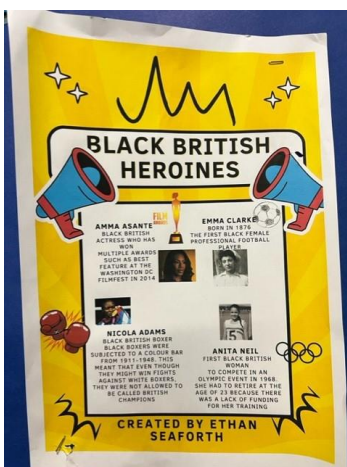 BLACK BRITISH
HEROINES
AMMA ASANTE
BLACK BRITISH
ACTRESS WHO HAS
WON
MULTIPLE AWARDS
SUCH AS BEST
FEATURE AT THE
WASHINGTON DC
FILMFEST IN 2014
FILM
EMMA CLARKE
BORN IN 1876
THE FIRST BLACK FEMALE
PROFESSIONAL FOOTBALL
PLAYER
NICOLA ADAMS
BLACK BRITISH BOXER
BLACK BOXERS WERE
SUBJECTED TO A COLOUR BAR
FROM 1911-1948. THIS
MEANT THAT EVEN THOUGH
THEY MIGHT WIN FIGHTS
AGAINST WHITE BOXERS,
THEY WERE NOT ALLOWED TO
BE CALLED BRITISH
CHAMPIONS
ANITA NEIL
FIRST BLACK BRITISH
WOMAN
TO COMPETE IN AN
OLYMPIC EVENT IN 1968.
SHE HAD TO RETIRE AT THE
AGE OF 23 BECAUSE THERE
WAS A LACK OF FUNDING
FOR HER TRAINING
CREATED BY ETHAN
SEAFORTH